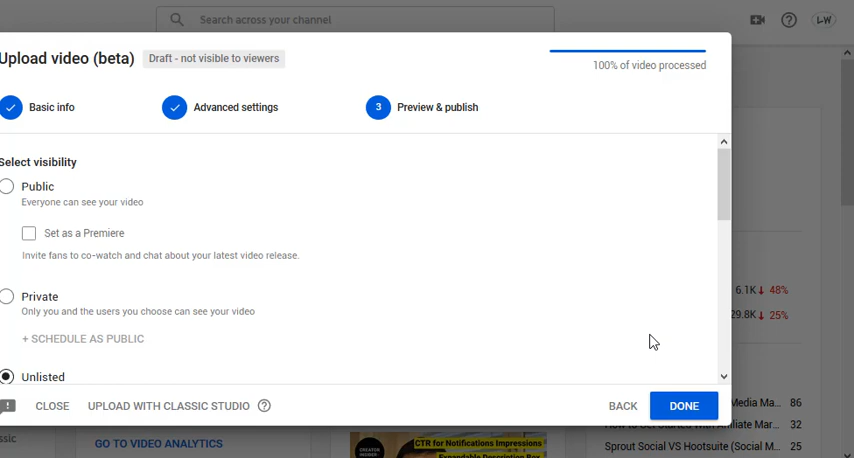 Search across your channel
LW
Upload video (beta)
Draft - not visible to viewers
100% of video processed
Basic info
Advanced settings
3 Preview & publish
Select visibility
Public
Everyone can see your video
Set as a Premiere
Invite fans to co-watch and chat about your latest video release.
6.1K 48%
29.8K 25%
Private
Only you and the users you choose can see your video
+ SCHEDULE AS PUBLIC
Unlisted
CLOSE
UPLOAD WITH CLASSIC STUDIO
BACK
DONE
Media Ma... 86
How to Get Started With Affiliate Mar... 32
Sprout Social VS Hootsuite (Social M... 25
GO TO VIDEO ANALYTICS
CREATOR
CTR for Notifications Impressions
Expandable Description Box